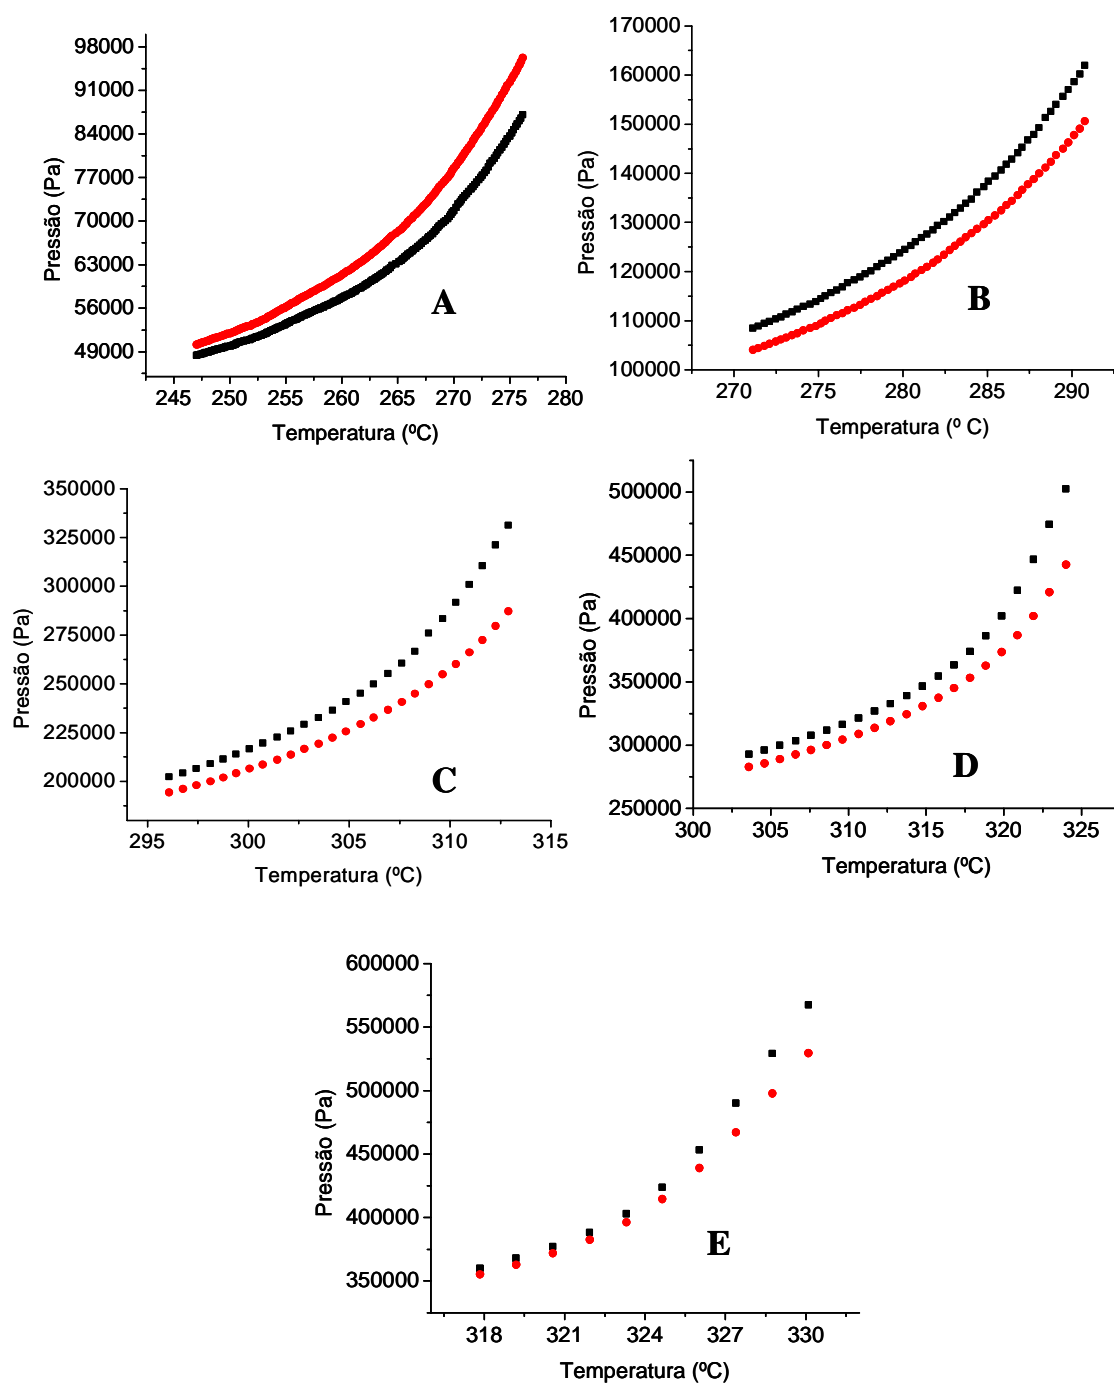 98000
91000
84000
77000
70000
63000
56000
49000
Pressão (Pa)
A
245 250 255 260 265 270 275 280
Temperatura (ºC)
170000
160000
150000
140000
130000
120000
110000
100000
Pressão (Pa)
B
270 275 280 285 290
Temperatura (º C)
350000
325000
300000
275000
250000
225000
200000
Pressão (Pa)
C
295 300 305 310 315
Temperatura (ºC)
500000
450000
400000
350000
300000
250000
Pressão (Pa)
D
300 305 310 315 320 325
Temperatura (ºC)
600000
550000
500000
450000
400000
350000
Pressão (Pa)
E
318 321 324 327 330
Temperatura (ºC)